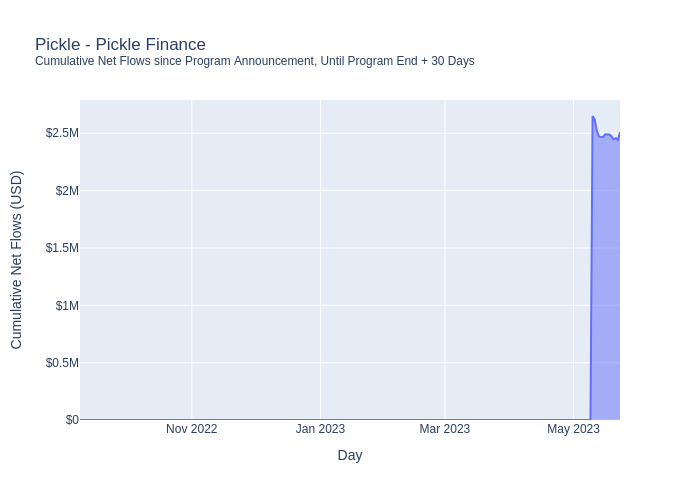 Pickle - Pickle Finance
Cumulative Net Flows since Program Announcement, Until Program End + 30 Days
Cumulative Net Flows (USD)
$2.5M
$2M
$1.5M
$1M
$0.5M
$0
Nov 2022
Jan 2023
Mar 2023
May 2023
Day